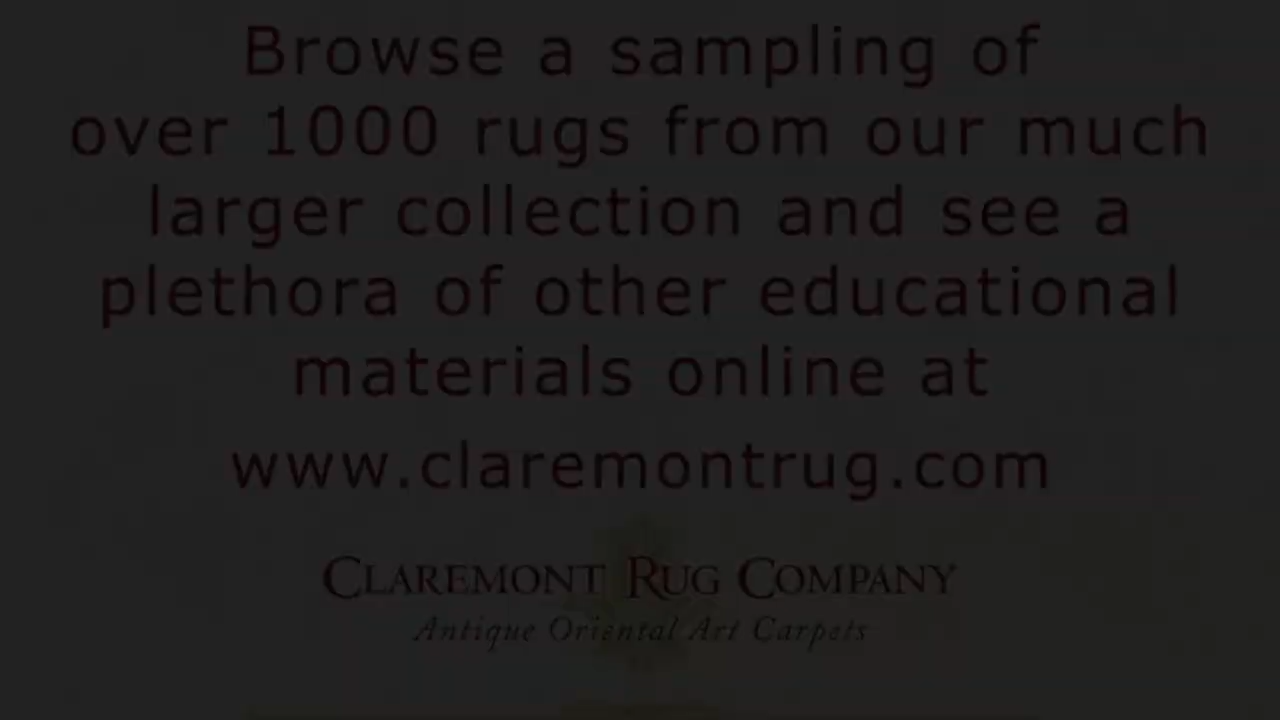 Browse a sampling of
over 1000 rugs from our much
larger collection and see a
plethora of other educational
materials online at
www.claremontrug.com
CLAREMONT RUG COMPANY
Antique Oriental Art Carpets